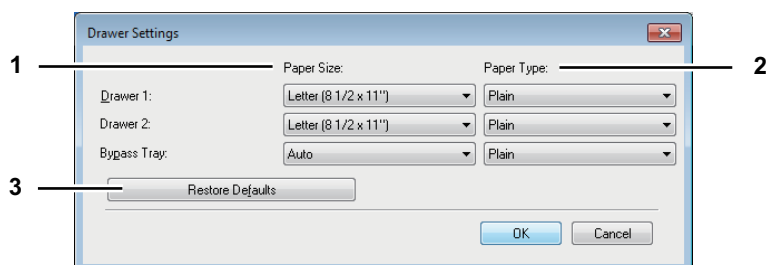 Drawer Settings
1 Paper Size: Paper Type: 2
Drawer 1: Letter (8 1/2 x 11") Plain
Drawer 2: Letter (8 1/2 x 11") Plain
Bypass Tray: Auto Plain
3 Restore Defaults
OK Cancel